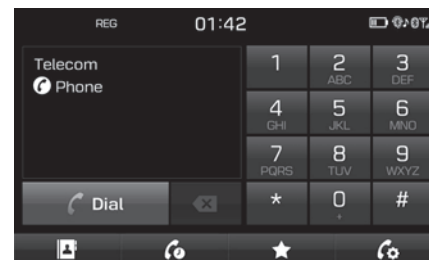 REG 01:42
Telecom
Phone
1 2 ABC 3 DEF
4 GHI 5 JKL 6 MNO
7 PQRS 8 TUV 9 WXYZ
Dial * 0 + #